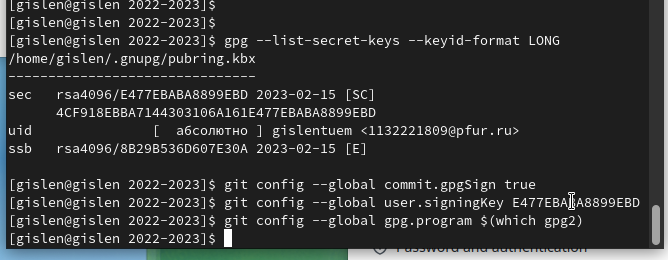 [gislen@gislen 2022-2023]$
[gislen@gislen 2022-2023]$
[gislen@gislen 2022-2023]$ gpg --list-secret-keys --keyid-format LONG
/home/gislen/.gnupg/pubring.kbx
-------------------------------
sec   rsa4096/E477EBABA8899EBD 2023-02-15 [SC]
      4CF918EBBA7144303106A161E477EBABA8899EBD
uid               [  абсолютно ] gislentuem <1132221809@pfur.ru>
ssb   rsa4096/8B29B536D607E30A 2023-02-15 [E]
[gislen@gislen 2022-2023]$ git config --global commit.gpgSign true
[gislen@gislen 2022-2023]$ git config --global user.signingKey E477EBABA8899EBD
[gislen@gislen 2022-2023]$ git config --global gpg.program $(which gpg2)
[gislen@gislen 2022-2023]$
Password and authentication